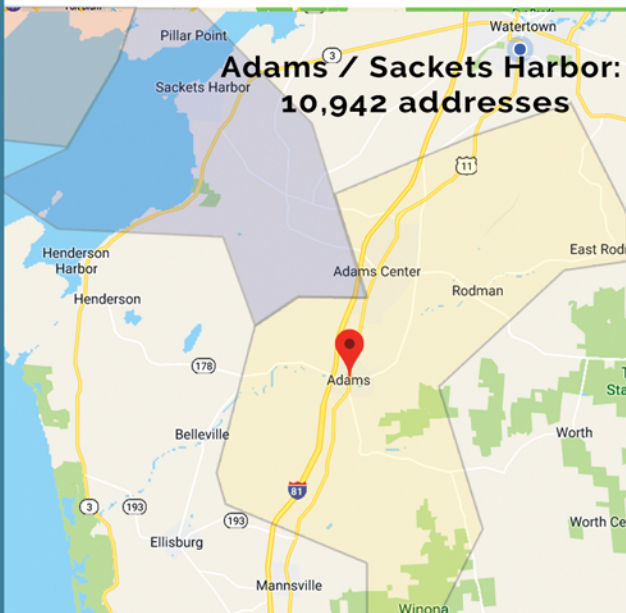 Pillar Point
Watertown
3
Adams / Sackets Harbor:
10,942 addresses
Sackets Harbor
11
Henderson
Harbor
Adams Center
East Rod
Henderson
Rodman
178
Adams
Belleville
Worth
81
3
193
193
Worth Ce
Ellisburg
Mannsville
Winona